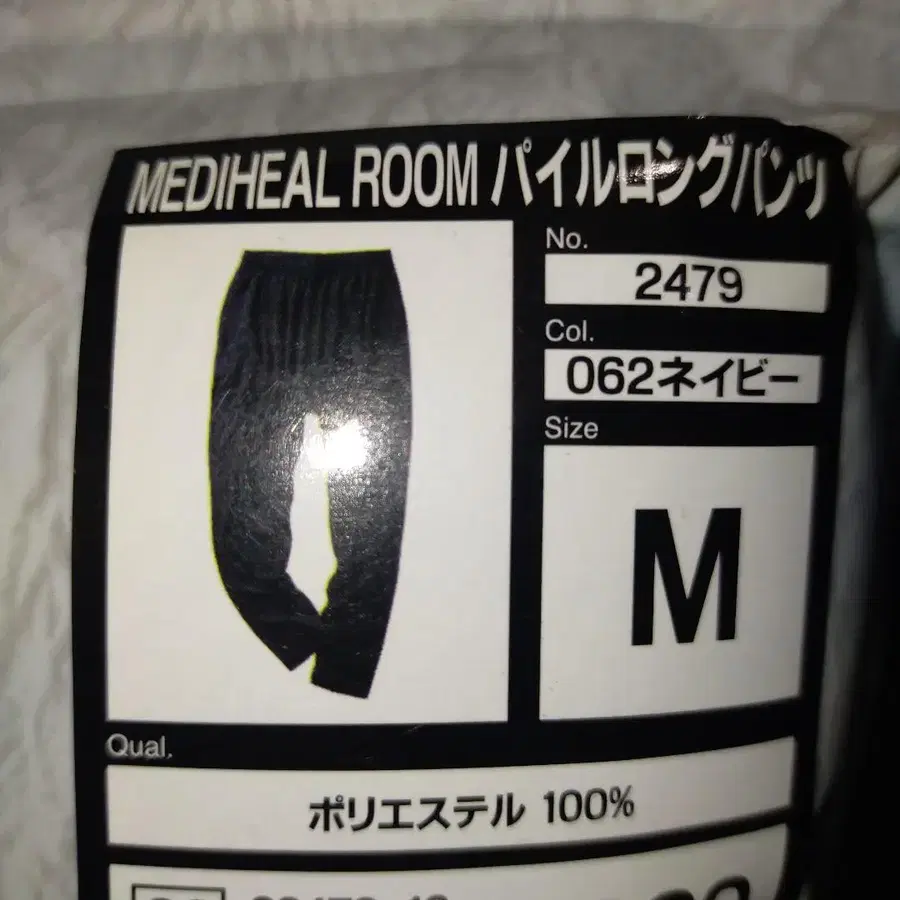 MEDIHEAL ROOM パイルロングパンツ
No.
2479
Col.
062ネイビー
Size
M
Qual.
ポリエステル 100%